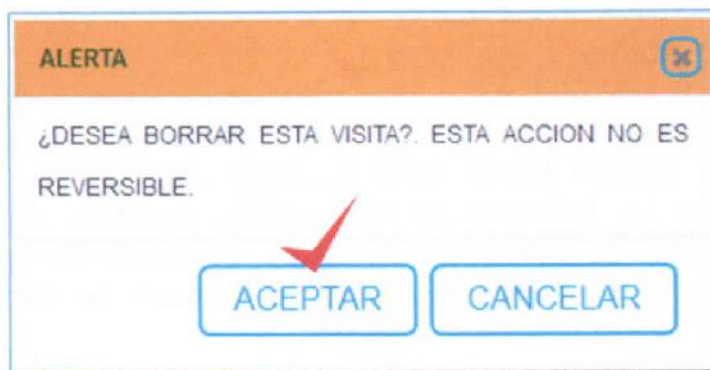 ALERTA
¿DESEA BORRAR ESTA VISITA?. ESTA ACCION NO ES
REVERSIBLE.
ACEPTAR CANCELAR